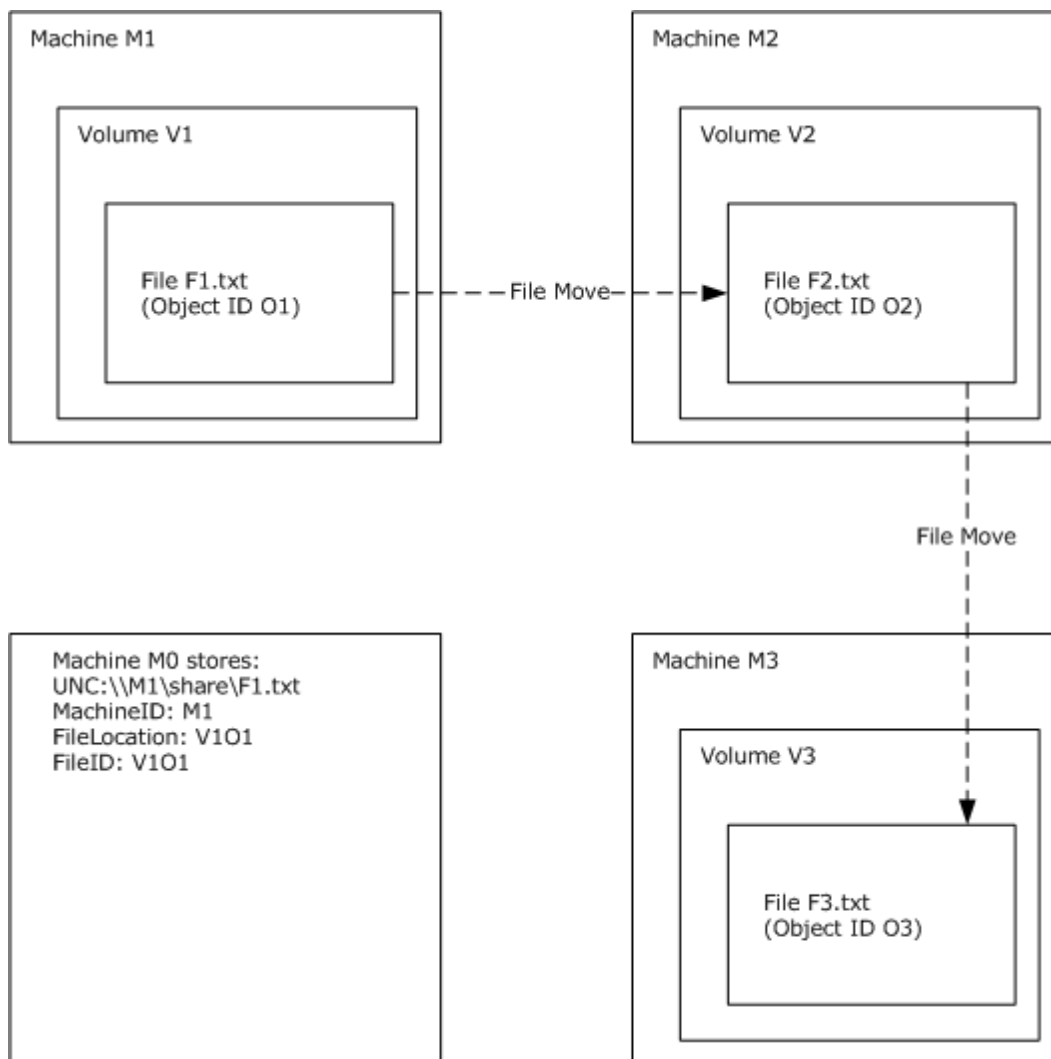 Machine M1
Volume V1
File F1.txt
(Object ID O1)
File Move
Machine M2
Volume V2
File F2.txt
(Object ID O2)
File Move
Machine M0 stores:
UNC:\\M1\share\F1.txt
MachineID: M1
FileLocation: V1O1
FileID: V1O1
Machine M3
Volume V3
File F3.txt
(Object ID O3)